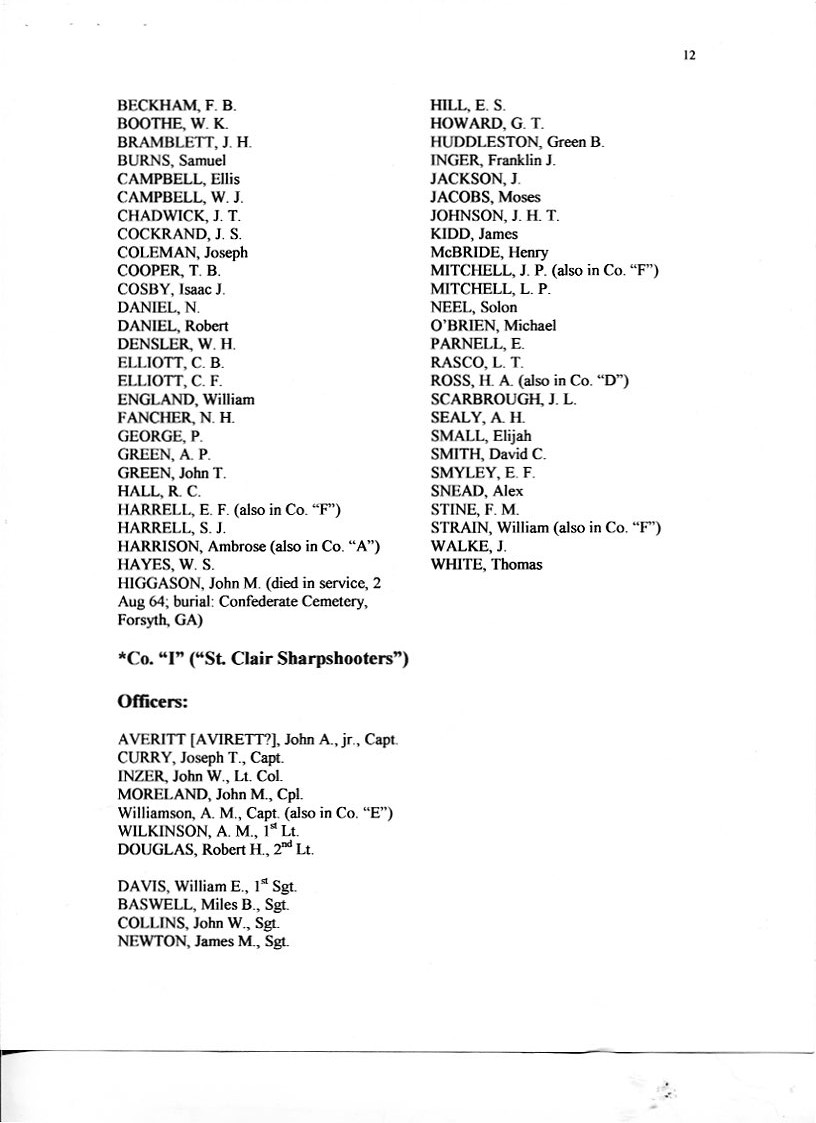 12
BECKHAM, F. B.
BOOTHE, W. K.
BRAMBLETT, J. H.
BURNS, Samuel
CAMPBELL, Ellis
CAMPBELL, W. J.
CHADWICK, J. T.
COCKRAND, J. S.
COLEMAN, Joseph
COOPER, T. B.
COSBY, Isaac J.
DANIEL, N.
DANIEL, Robert
DENSLER, W. H.
ELLIOTT, C. B.
ELLIOTT, C. F.
ENGLAND, William
FANCHER, N. H.
GEORGE, P.
GREEN, A. P.
GREEN, John T.
HALL, R. C.
HARRELL, E. F. (also in Co. “F”)
HARRELL, S. J.
HARRISON, Ambrose (also in Co. “A”)
HAYES, W. S.
HIGGASON, John M. (died in service, 2
Aug 64; burial: Confederate Cemetery,
Forsyth, GA)
HILL, E. S.
HOWARD, G. T.
HUDDLESTON, Green B.
INGER, Franklin J.
JACKSON, J.
JACOBS, Moses
JOHNSON, J. H. T.
KIDD, James
McBRIDE, Henry
MITCHELL, J. P. (also in Co. “F”)
MITCHELL, L. P.
NEEL, Solon
O’BRIEN, Michael
PARNELL, E.
RASCO, L. T.
ROSS, H. A. (also in Co. “D”)
SCARBROUGH, J. L.
SEALY, A. H.
SMALL, Elijah
SMITH, David C.
SMYLEY, E. F.
SNEAD, Alex
STINE, F. M.
STRAIN, William (also in Co. “F”)
WALKE, J.
WHITE, Thomas
*Co. “I” (“St. Clair Sharpshooters”)
Officers:
AVERITT [AVIRETT?], John A., jr., Capt.
CURRY, Joseph T., Capt.
INZER, John W., Lt. Col.
MORELAND, John M., Cpl.
Williamson, A. M., Capt. (also in Co. “E”)
WILKINSON, A. M., 1st Lt.
DOUGLAS, Robert H., 2nd Lt.
DAVIS, William E., 1st Sgt.
BASWELL, Miles B., Sgt.
COLLINS, John W., Sgt.
NEWTON, James M., Sgt.